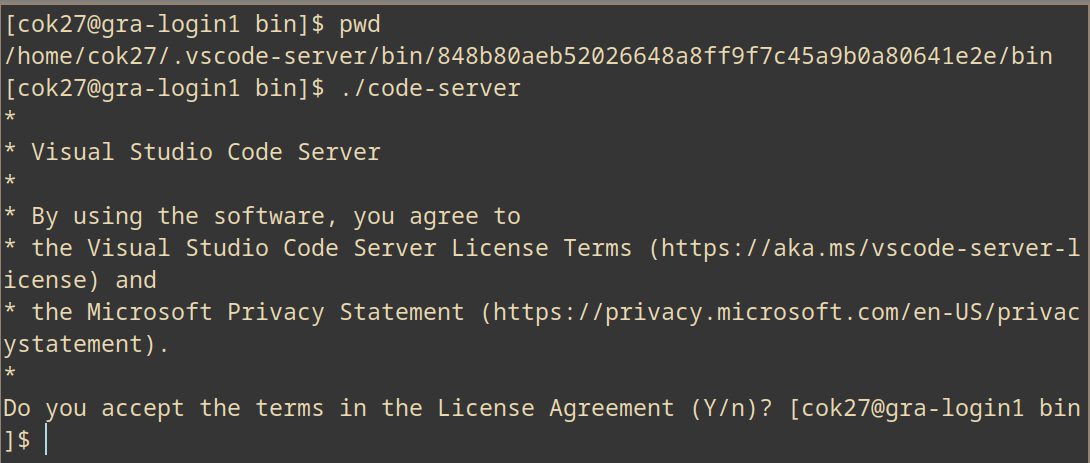 [cok27@gra-login1 bin]$ pwd
/home/cok27/.vscode-server/bin/848b80aeb52026648a8ff9f7c45a9b0a80641e2e/bin
[cok27@gra-login1 bin]$ ./code-server
*
* Visual Studio Code Server
*
* By using the software, you agree to
* the Visual Studio Code Server License Terms (https://aka.ms/vscode-server-l
icense) and
* the Microsoft Privacy Statement (https://privacy.microsoft.com/en-US/privac
ystatement).
*
Do you accept the terms in the License Agreement (Y/n)? [cok27@gra-login1 bin
]$